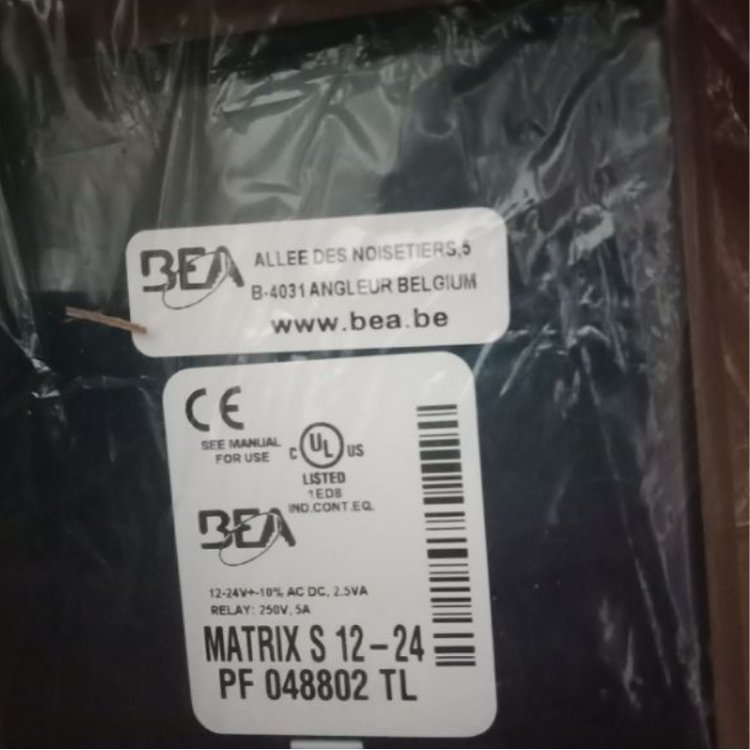 BEA
ALLEE DES NOISETIERS,5
B-4031 ANGLEUR BELGIUM
www.bea.be
CE
SEE MANUAL
FOR USE
C UL US
LISTED
1ED8
IND.CONT.EQ.
BEA
12-24V+-10% AC DC, 2.5VA
RELAY: 250V, 5A
MATRIX S 12-24
PF 048802 TL